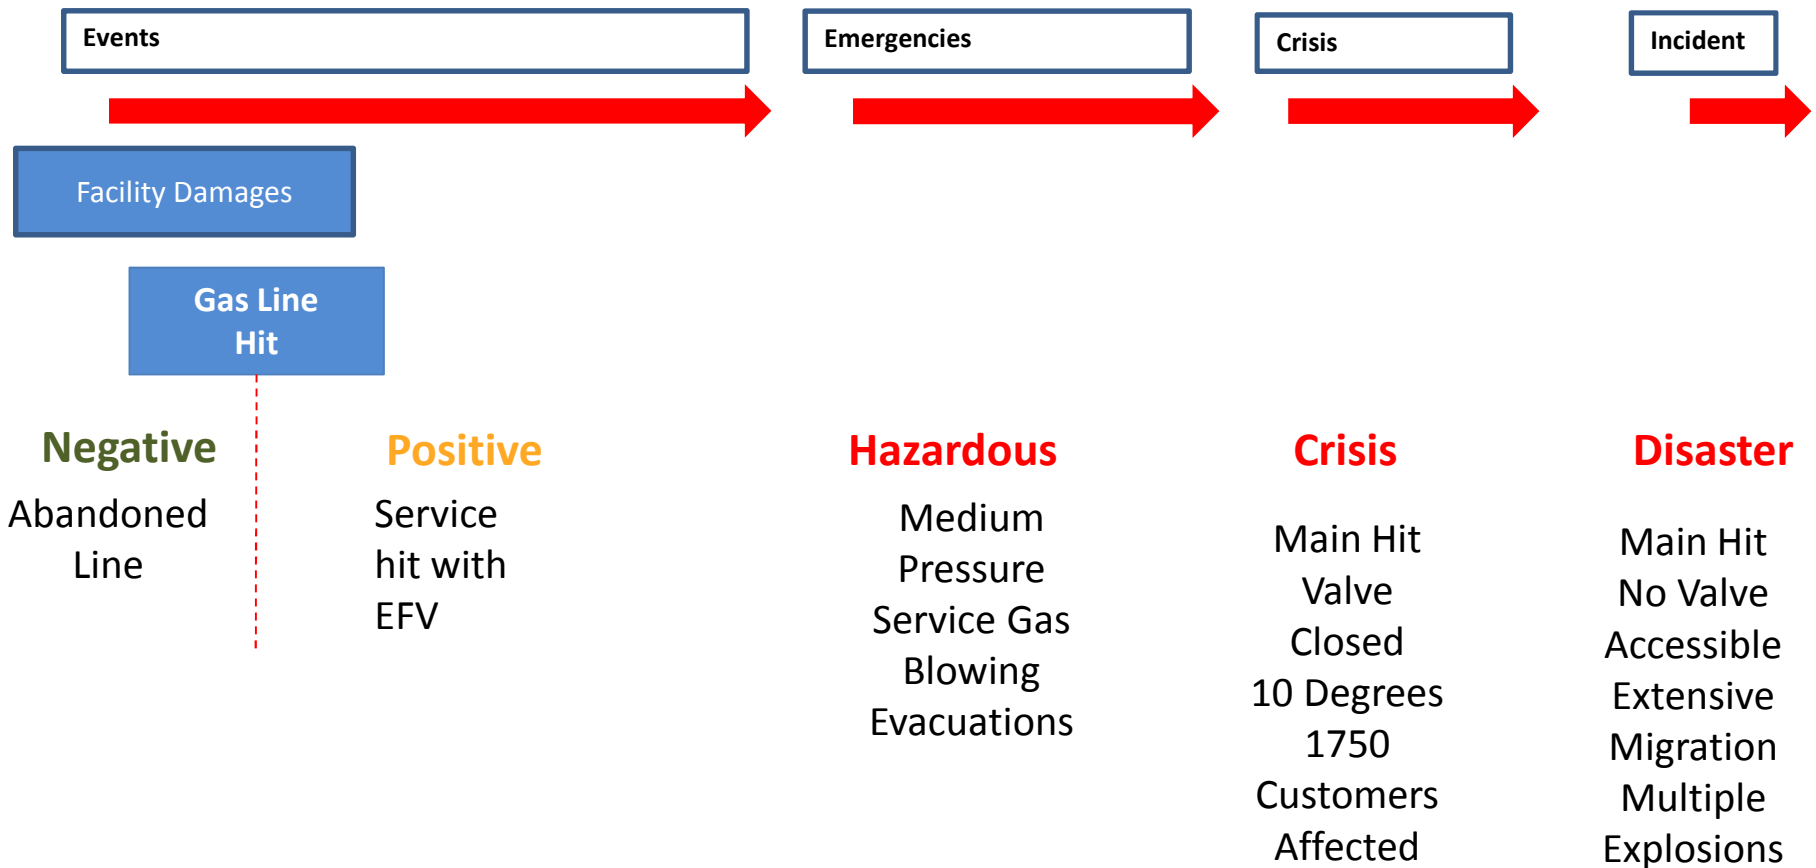 Events
Emergencies
Crisis
Incident
Facility Damages
Gas Line
Hit
Negative
Abandoned
Line
Positive
Service
hit with
EFV
Hazardous
Medium
Pressure
Service Gas
Blowing
Evacuations
Crisis
Main Hit
Valve
Closed
10 Degrees
1750
Customers
Affected
Disaster
Main Hit
No Valve
Accessible
Extensive
Migration
Multiple
Explosions